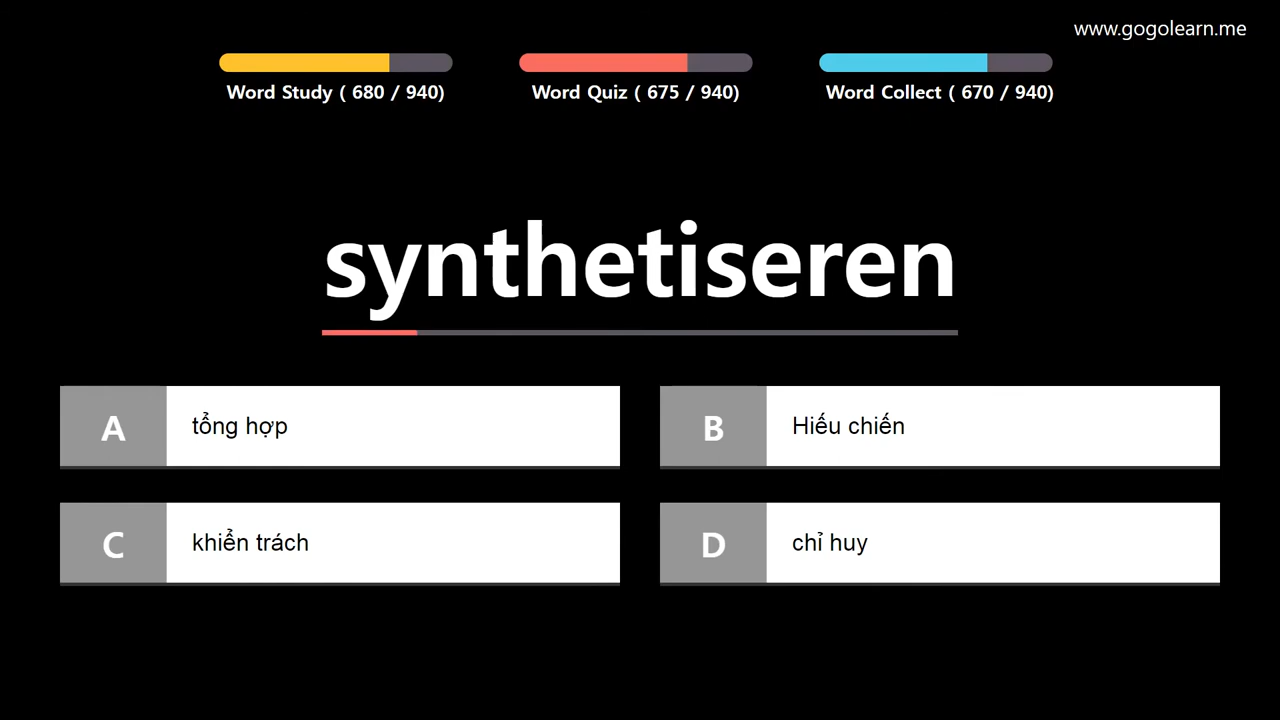 www.gogolearn.me
Word Study ( 680 / 940)
Word Quiz ( 675 / 940)
Word Collect ( 670 / 940)
synthetiseren
A tổng hợp
B Hiếu chiến
C khiển trách
D chỉ huy